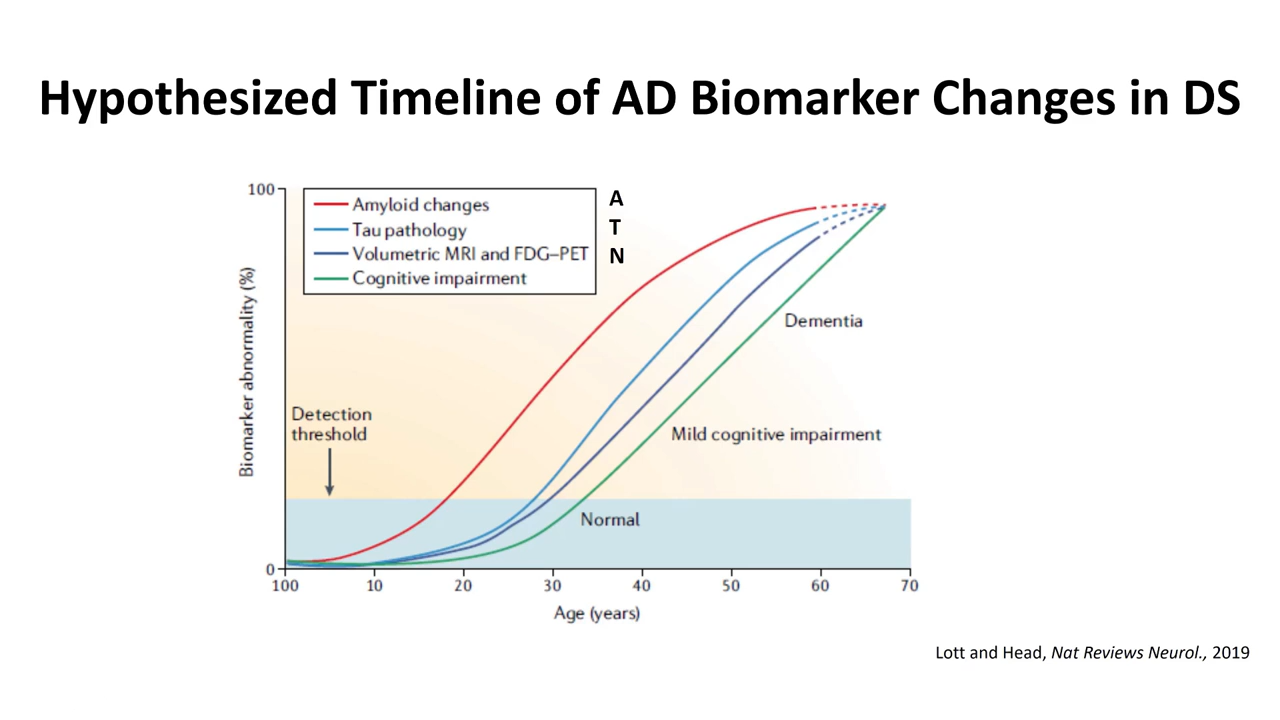 Hypothesized Timeline of AD Biomarker Changes in DS
100
Amyloid changes
Tau pathology
Volumetric MRI and FDG–PET
Cognitive impairment
A
T
N
Biomarker abnormality (%)
Detection
threshold
Dementia
Mild cognitive impairment
Normal
0
100 10 20 30 40 50 60 70
Age (years)
Lott and Head, Nat Reviews Neurol., 2019